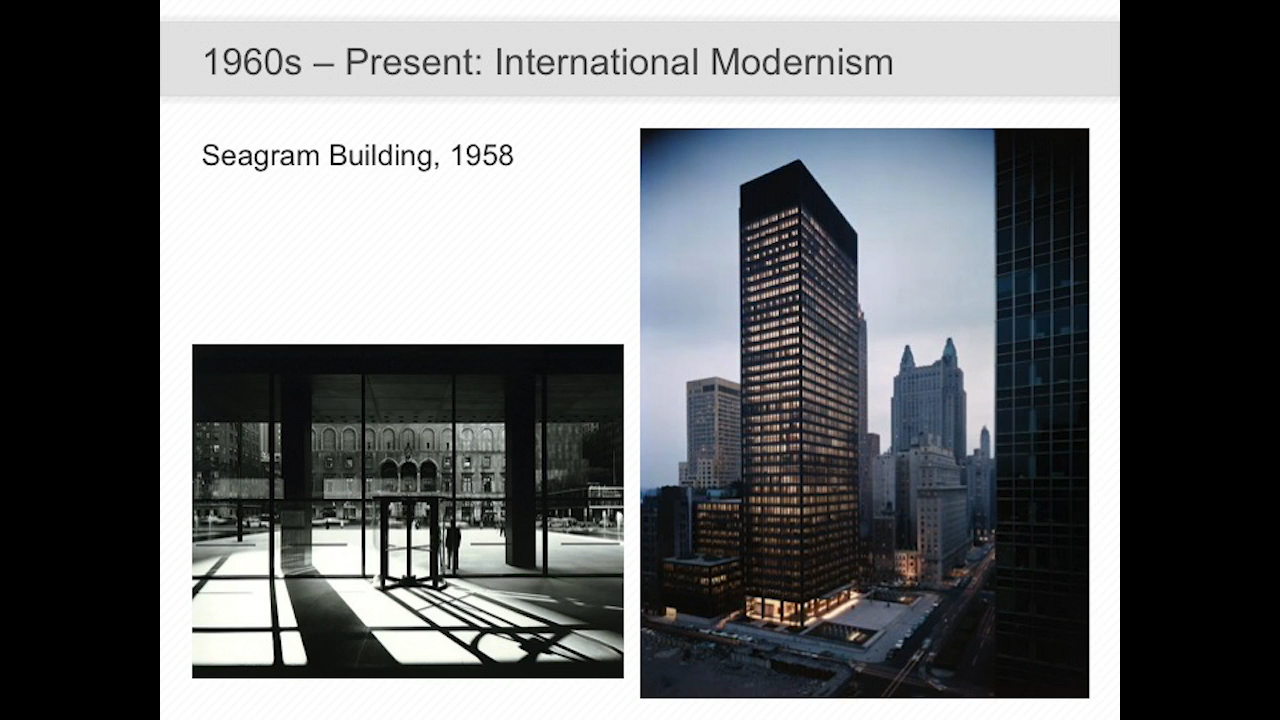 1960s – Present: International Modernism
Seagram Building, 1958